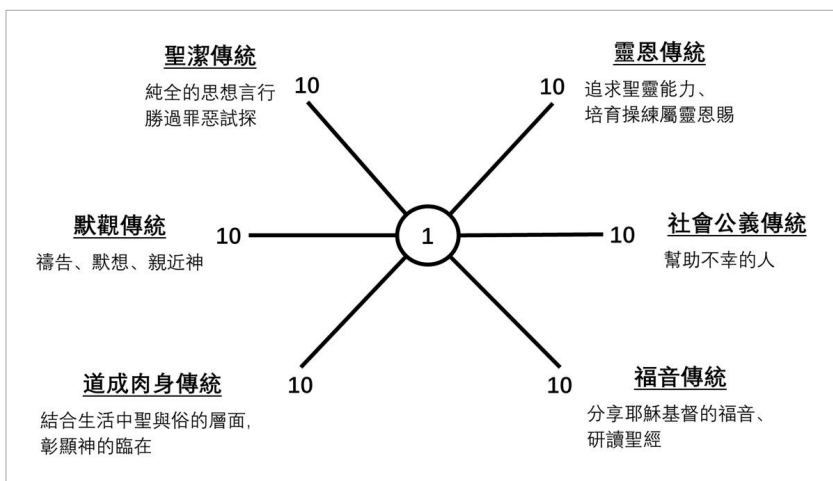 聖潔傳統
純全的思想言行
勝過罪惡試探
10
靈恩傳統
追求聖靈能力、
培育操練屬靈恩賜
10
默觀傳統
禱告、默想、親近神
10
1
社會公義傳統
幫助不幸的人
10
道成肉身傳統
結合生活中聖與俗的層面,
彰顯神的臨在
10
福音傳統
分享耶穌基督的福音、
研讀聖經
10